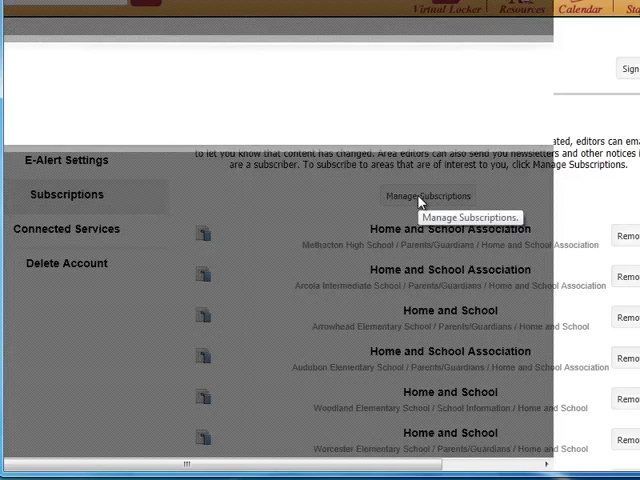 Virtual Locker Resources Calendar Sta
Sign
ated, editors can ema
to let you know that content has changed. Area editors can also send you newsletters and other notices i
are a subscriber. To subscribe to areas that are of interest to you, click Manage Subscriptions.
E-Alert Settings
Subscriptions
Connected Services
Delete Account
Manage Subscriptions
Manage Subscriptions.
Home and School Association
Methacton High School / Parents/Guardians / Home and School Association
Remo
Home and School Association
Arcola Intermediate School / Parents/Guardians / Home and School Association
Remo
Home and School
Arrowhead Elementary School / Parents/Guardians / Home and School
Remo
Home and School Association
Audubon Elementary School / Parents/Guardians / Home and School Association
Remo
Home and School
Woodland Elementary School / School Information / Home and School
Remo
Home and School
Worcester Elementary School / Parents/Guardians / Home and School
Remo